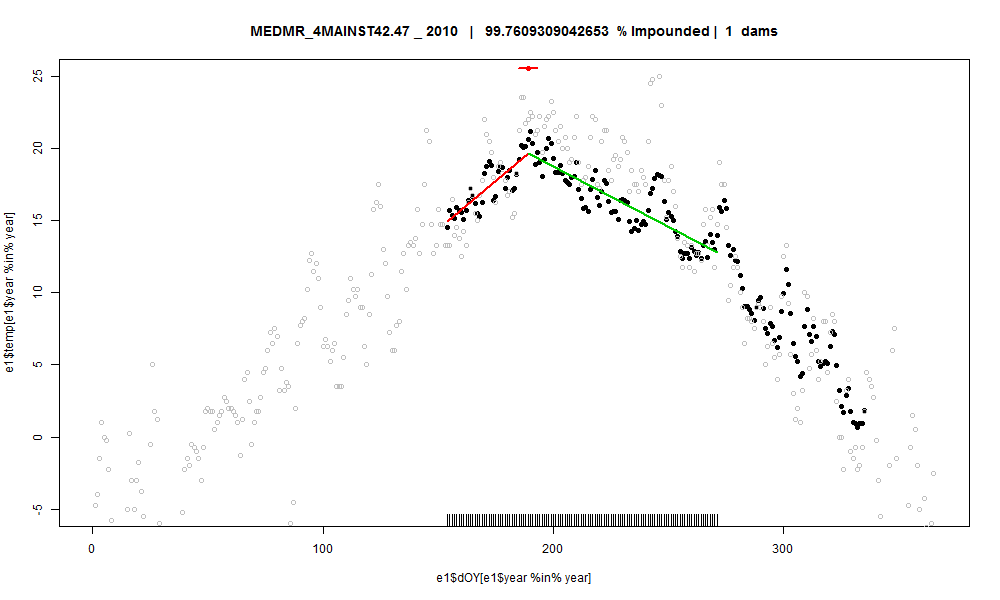 MEDMR_4MAINST42.47 _ 2010 | 99.7609309042653 % Impounded | 1 dams
e1$temp[e1$year %in% year]
25
20
15
10
5
0
-5
0 100 200 300
e1$dOY[e1$year %in% year]